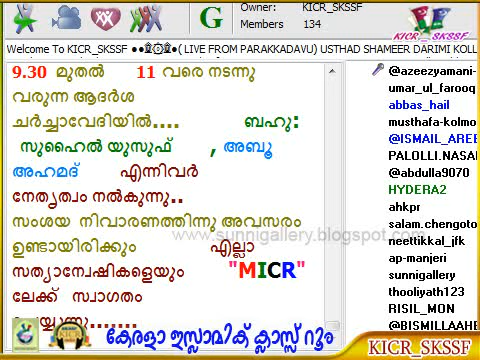 Owner: KICR_SKSSF
Members 134
KICR_SKSSF
Welcome To KICR_SKSSF ●●۩۞۩●( LIVE FROM PARAKKADAVU) USTHAD SHAMEER DARIMI KOLL
9.30 മുതൽ 11 വരെ നടന്നു
വരുന്ന ആദർശ
ചർച്ചാവേദിയിൽ.... ബഹു:
സുഹൈൽ യുസുഫ് , അബൂ
അഹമദ് എന്നിവർ
നേതൃത്വം നൽകുന്നു..
സംശയ നിവാരണത്തിന്നു അവസരം
ഉണ്ടായിരിക്കും എല്ലാ
സത്യാന്വേഷികളെയും "MICR"
ലേക്ക് സ്വാഗതം
www.sunnigallery.blogspot.com
@azeezyamani-
umar_ul_farooq
abbas_hail
musthafa-kolmo
@ISMAIL_AREE
PALOLLI.NASA
@abdulla9070
HYDERA2
ahkpr
salam.chengoto
neettikkal_jfk
ap-manjeri
sunnigallery
thooliyath123
RISIL_MON
@BISMILLAAHE
കേരളാ ഇസ്ലാമിക് ക്ലാസ്സ് റൂം
KICR_SKSSF